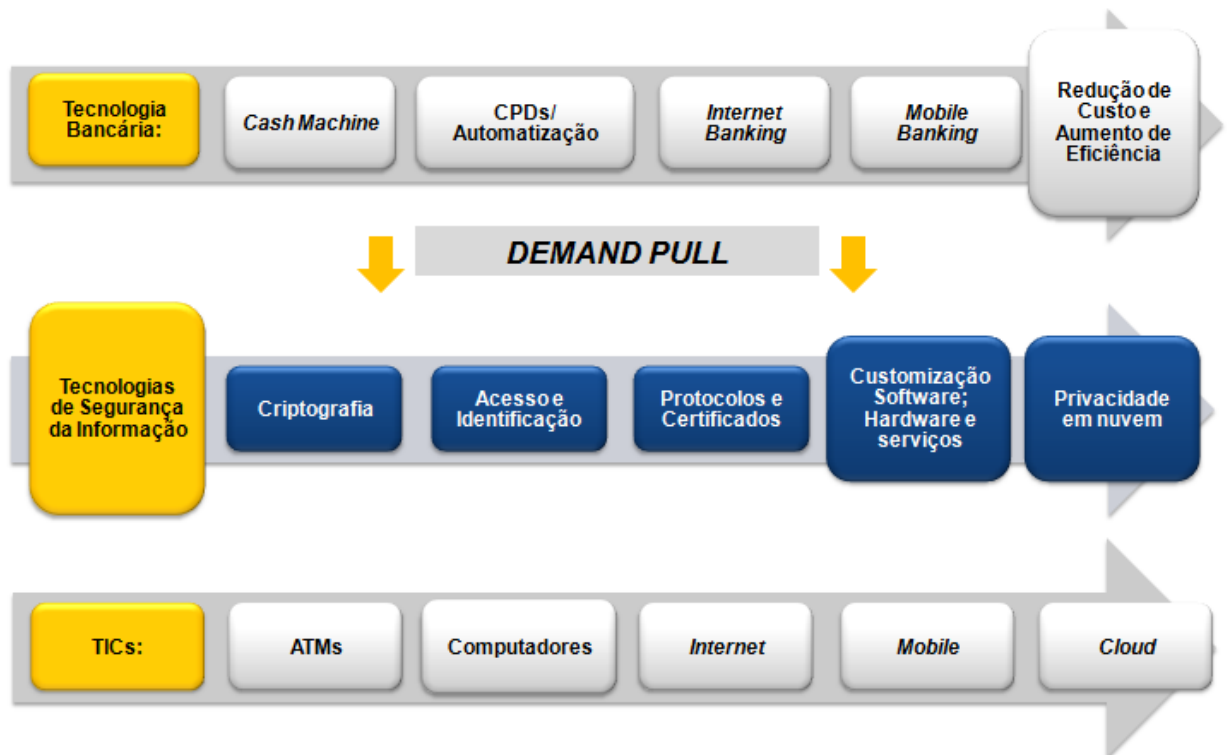 Tecnologia
Bancária:
Cash Machine
CPDs/
Automatização
Internet
Banking
Mobile
Banking
Redução de
Custo e
Aumento de
Eficiência
DEMAND PULL
Tecnologias
de Segurança
da Informação
Criptografia
Acesso e
Identificação
Protocolos e
Certificados
Customização
Software;
Hardware e
serviços
Privacidade
em nuvem
TICs:
ATMs
Computadores
Internet
Mobile
Cloud